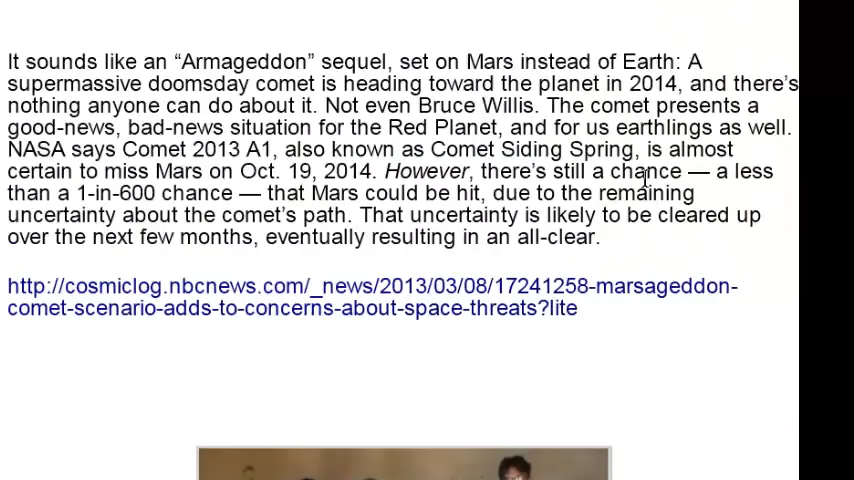 It sounds like an “Armageddon” sequel, set on Mars instead of Earth: A
supermassive doomsday comet is heading toward the planet in 2014, and there’s
nothing anyone can do about it. Not even Bruce Willis. The comet presents a
good-news, bad-news situation for the Red Planet, and for us earthlings as well.
NASA says Comet 2013 A1, also known as Comet Siding Spring, is almost
certain to miss Mars on Oct. 19, 2014. However, there’s still a chance — a less
than a 1-in-600 chance — that Mars could be hit, due to the remaining
uncertainty about the comet’s path. That uncertainty is likely to be cleared up
over the next few months, eventually resulting in an all-clear.
http://cosmiclog.nbcnews.com/_news/2013/03/08/17241258-marsageddon-
comet-scenario-adds-to-concerns-about-space-threats?lite